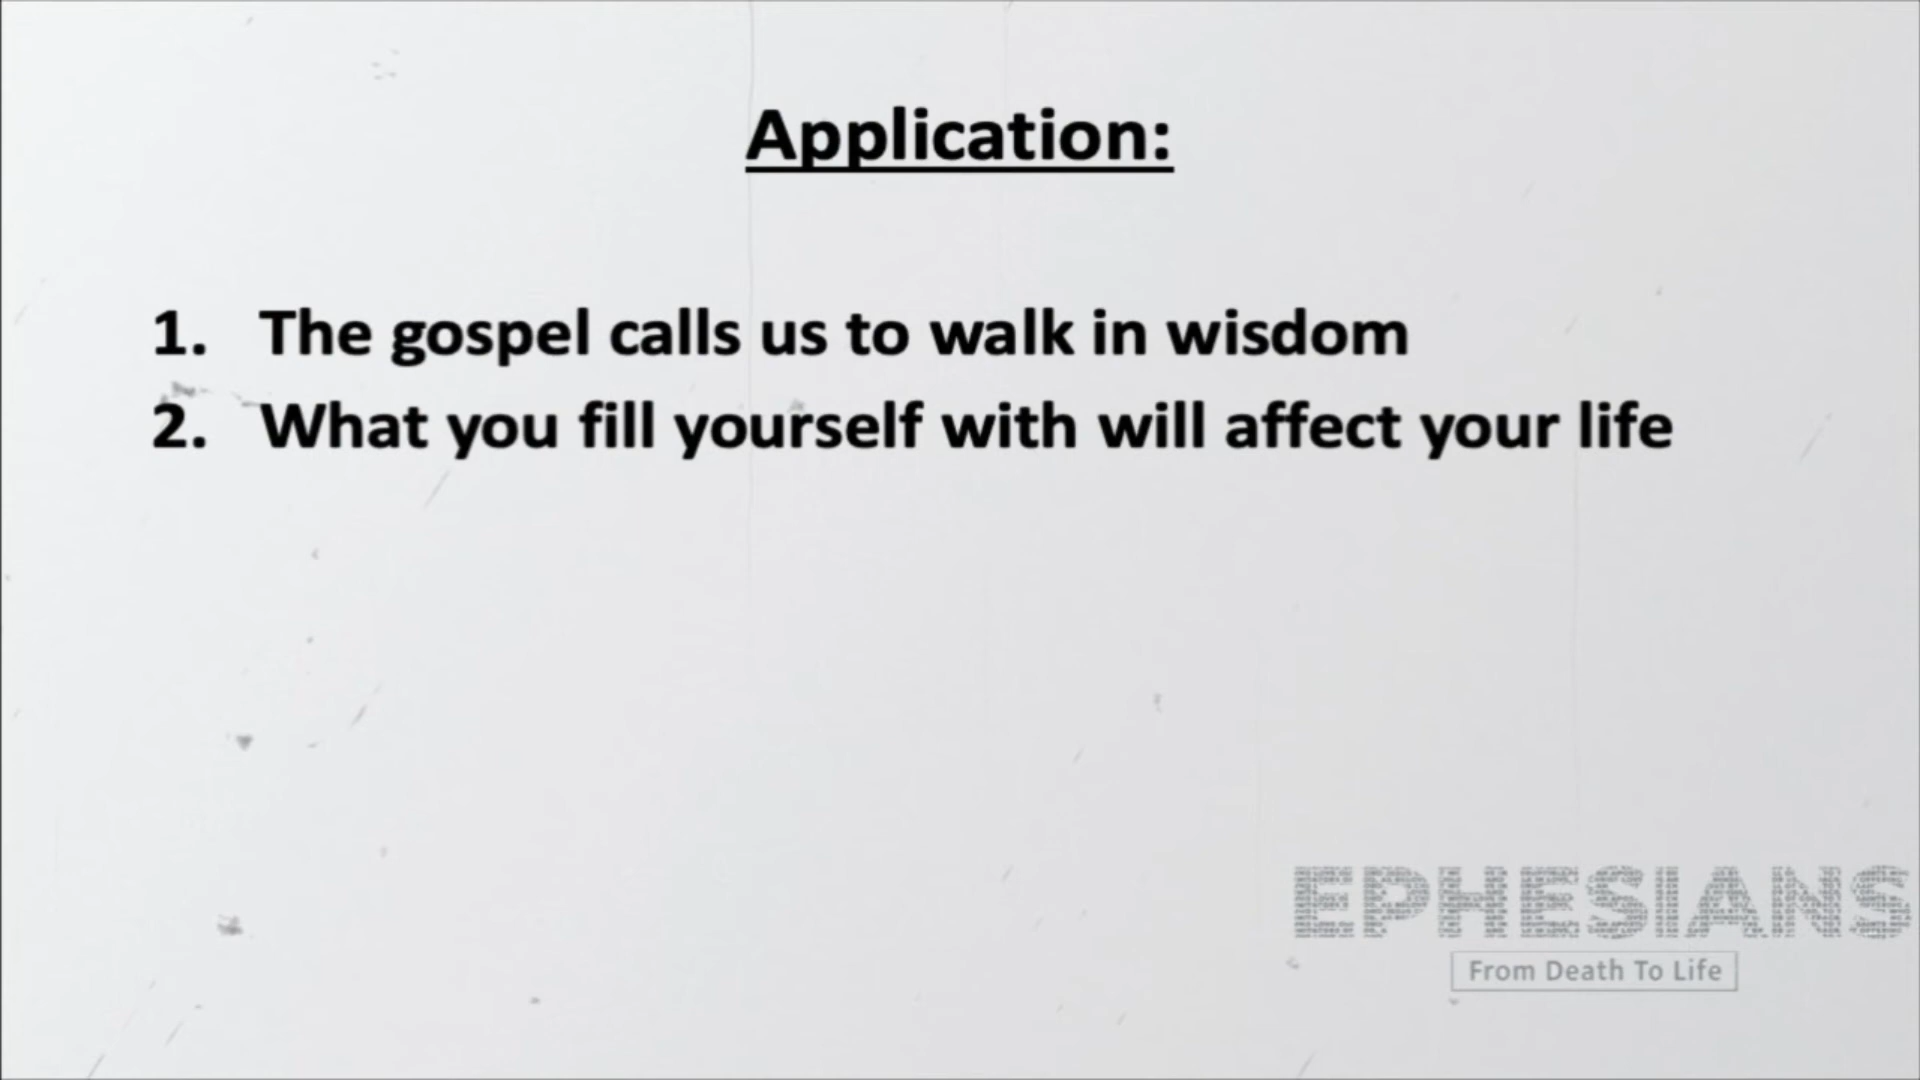 Application:
1. The gospel calls us to walk in wisdom
2. What you fill yourself with will affect your life
EPHESIANS
From Death To Life